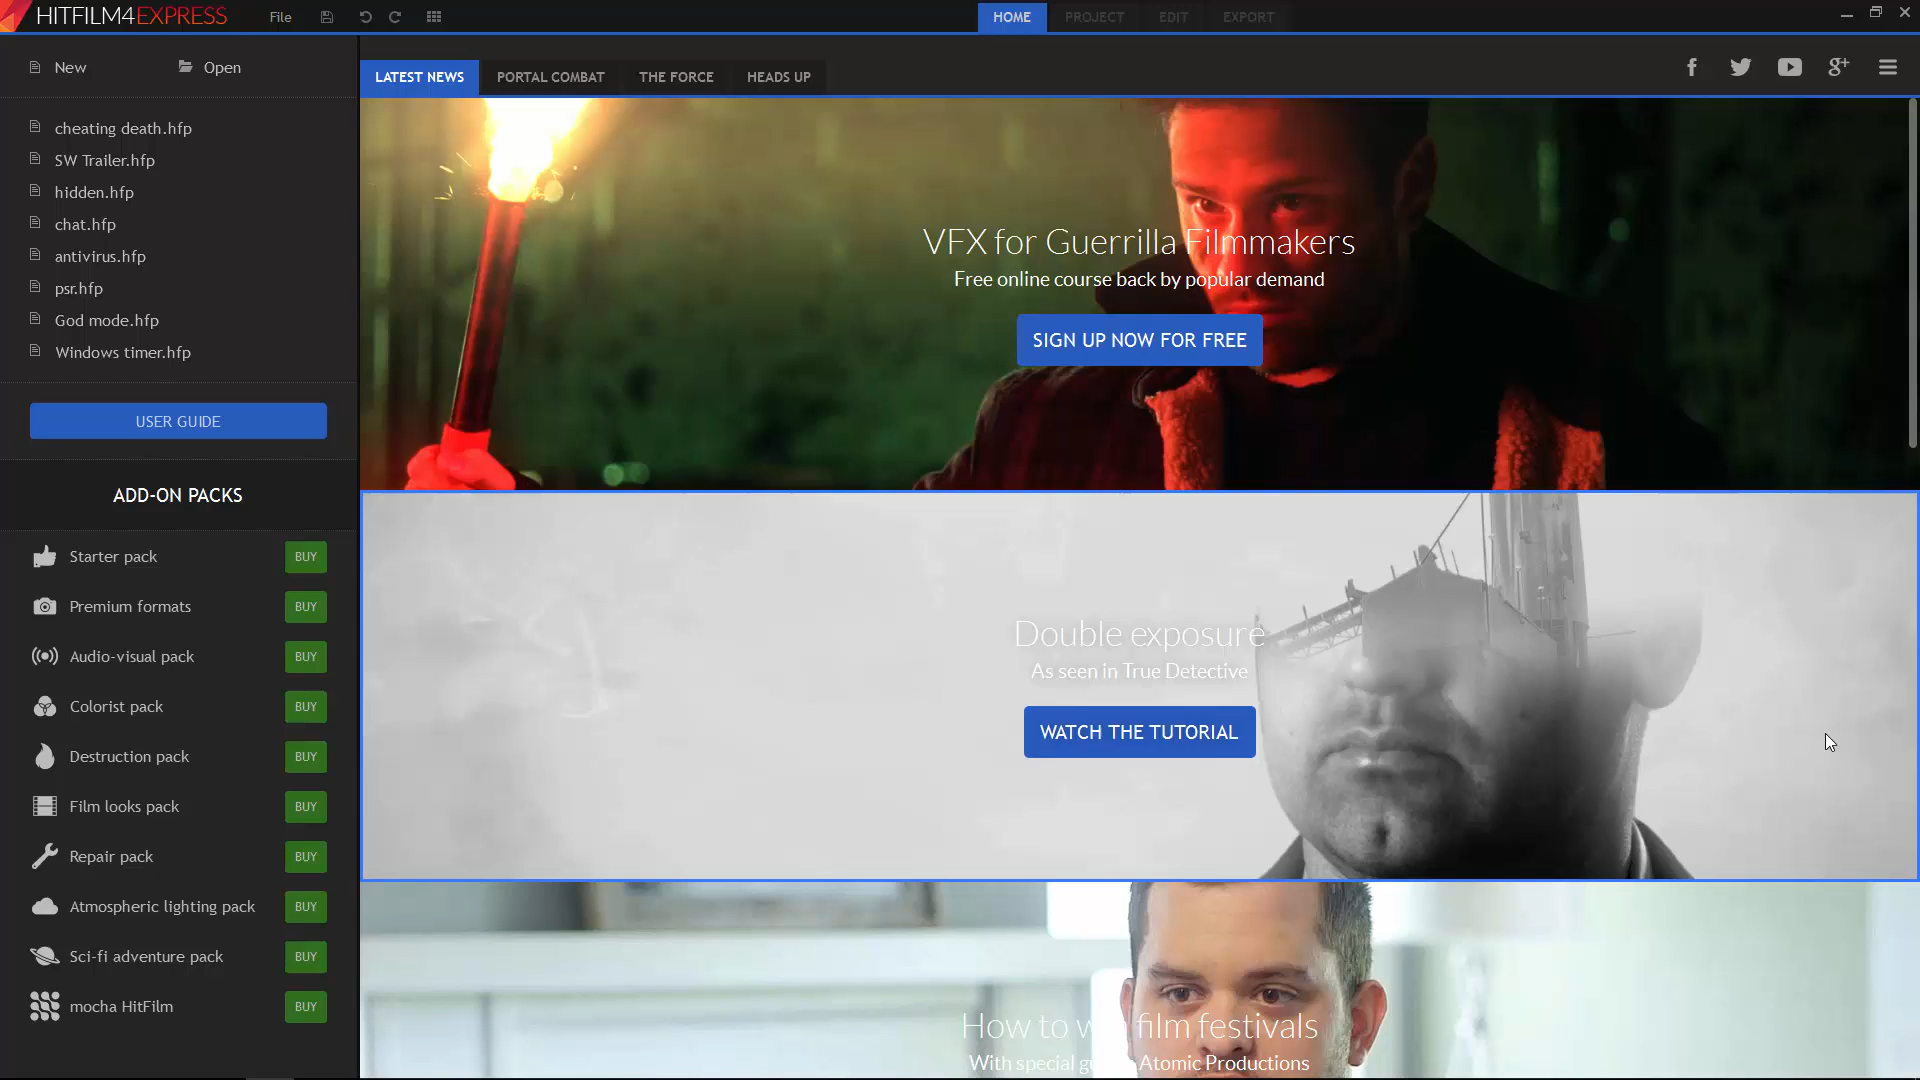 HITFILM4EXPRESS
File
HOME
PROJECT
EDIT
EXPORT
New
Open
LATEST NEWS
PORTAL COMBAT
THE FORCE
HEADS UP
cheating death.hfp
SW Trailer.hfp
hidden.hfp
chat.hfp
antivirus.hfp
psr.hfp
God mode.hfp
Windows timer.hfp
USER GUIDE
ADD-ON PACKS
Starter pack BUY
Premium formats BUY
Audio-visual pack BUY
Colorist pack BUY
Destruction pack BUY
Film looks pack BUY
Repair pack BUY
Atmospheric lighting pack BUY
Sci-fi adventure pack BUY
mocha HitFilm BUY
VFX for Guerrilla Filmmakers
Free online course back by popular demand
SIGN UP NOW FOR FREE
Double exposure
As seen in True Detective
WATCH THE TUTORIAL
How to film festivals
With special Atomic Productions